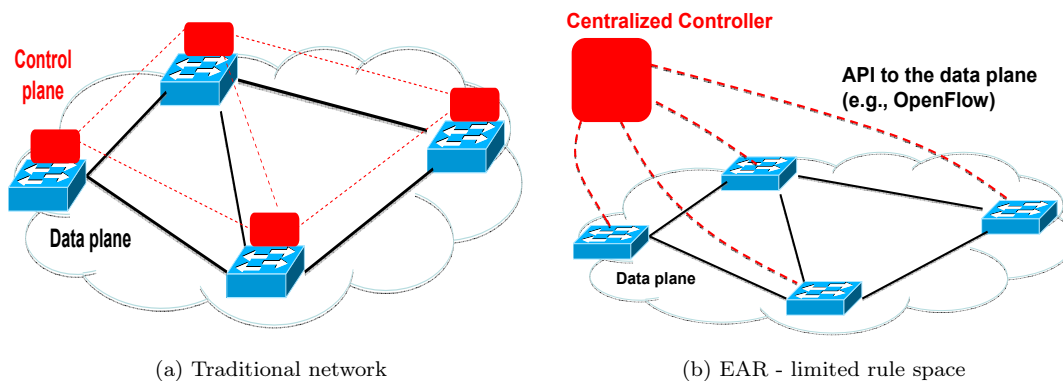 Control
plane
Data plane
(a) Traditional network
Centralized Controller
API to the data plane
(e.g., OpenFlow)
Data plane
(b) EAR - limited rule space